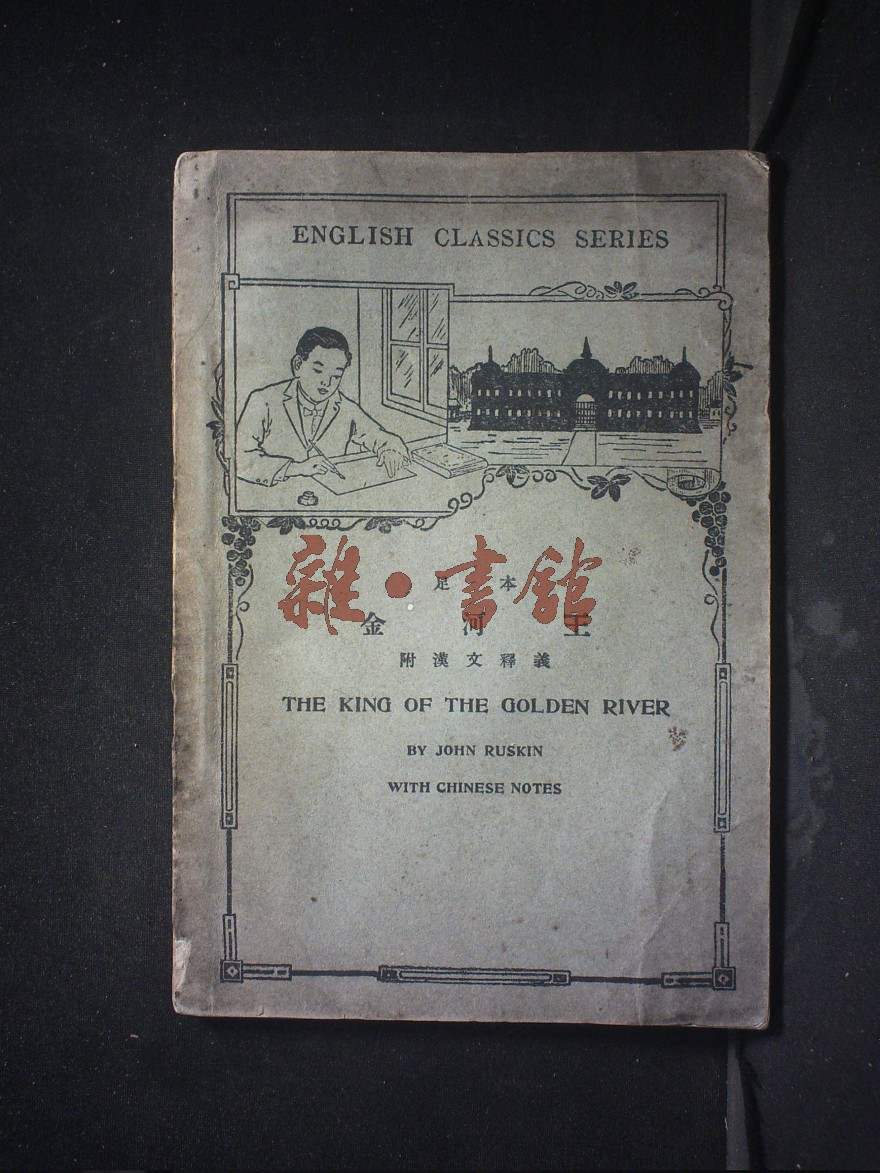 ENGLISH CLASSICS SERIES
足本
雜·書館
金河王
附漢文釋義
THE KING OF THE GOLDEN RIVER
BY JOHN RUSKIN
WITH CHINESE NOTES